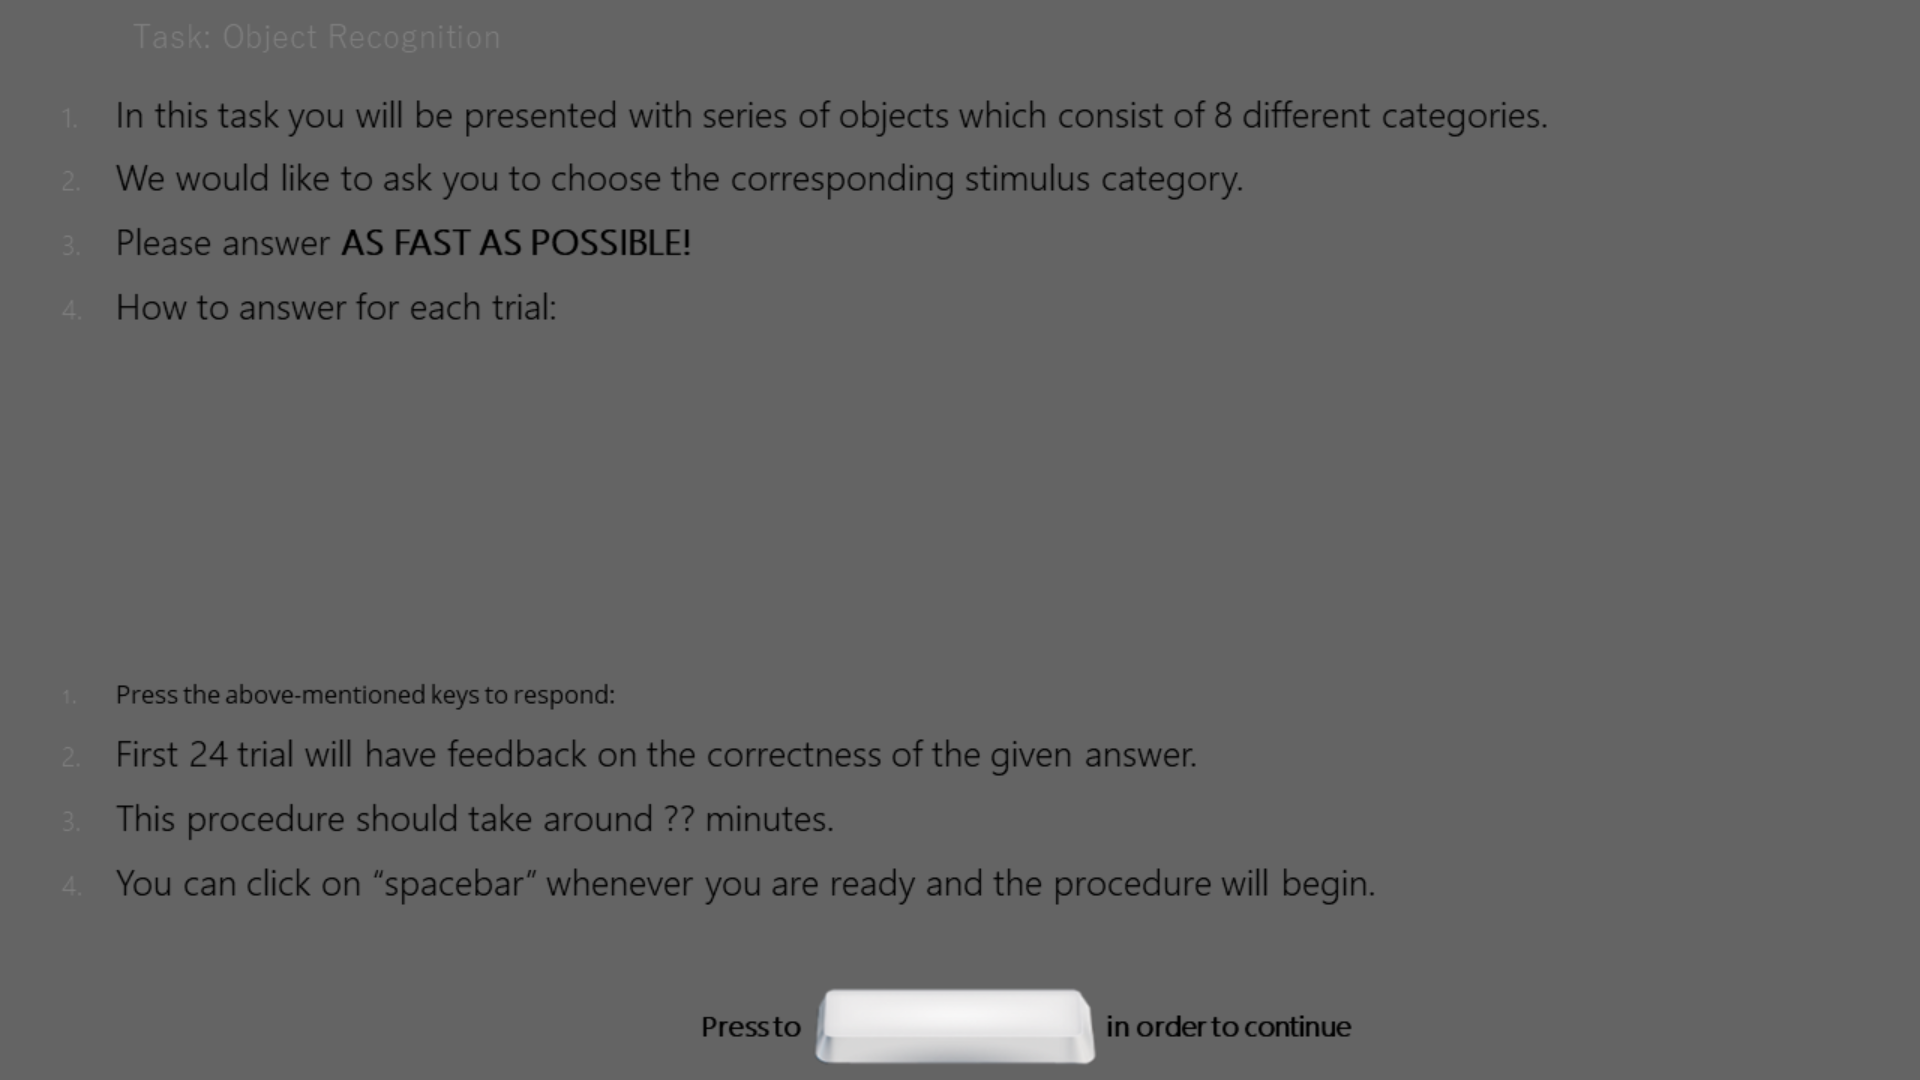 Task: Object Recognition
1. In this task you will be presented with series of objects which consist of 8 different categories.
2. We would like to ask you to choose the corresponding stimulus category.
3. Please answer AS FAST AS POSSIBLE!
4. How to answer for each trial:
1. Press the above-mentioned keys to respond:
2. First 24 trial will have feedback on the correctness of the given answer.
3. This procedure should take around ?? minutes.
4. You can click on “spacebar” whenever you are ready and the procedure will begin.
Press to in order to continue